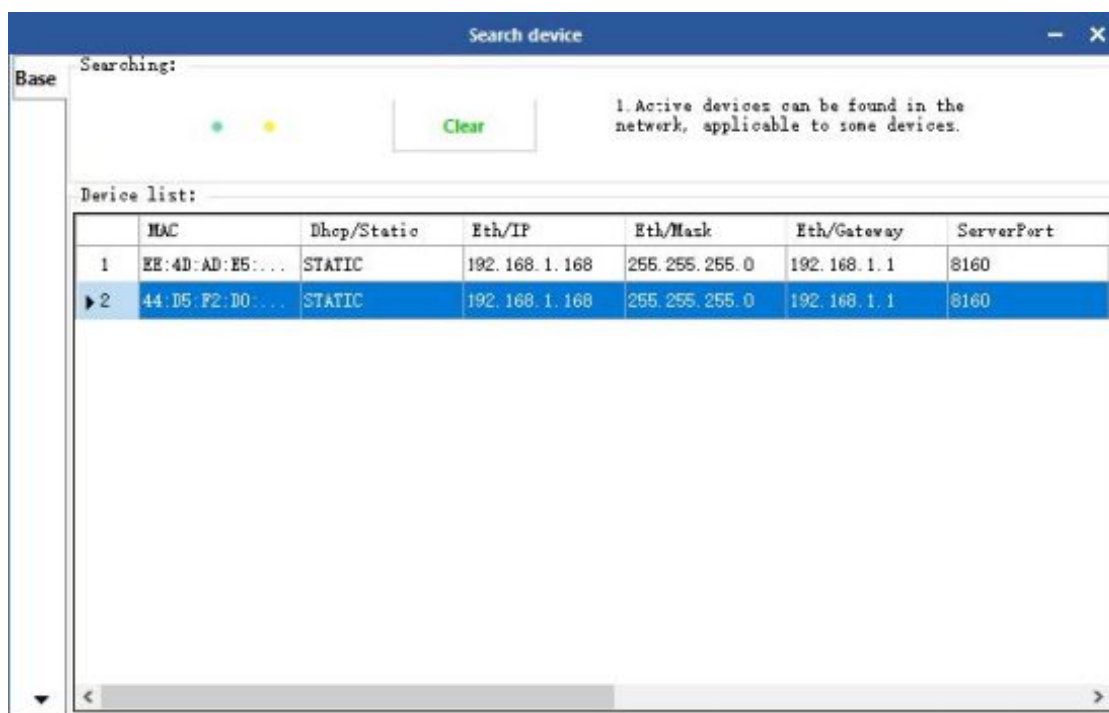 Search device
Base
Searching:
Clear
1.Active devices can be found in the
network, applicable to some devices.
Device list:
MAC Dhcp/Static Eth/IP Eth/Mask Eth/Gateway ServerPort
1 EE:4D:AD:E5:... STATIC 192.168.1.168 255.255.255.0 192.168.1.1 8160
2 44:D5:F2:D0:... STATIC 192.168.1.168 255.255.255.0 192.168.1.1 8160